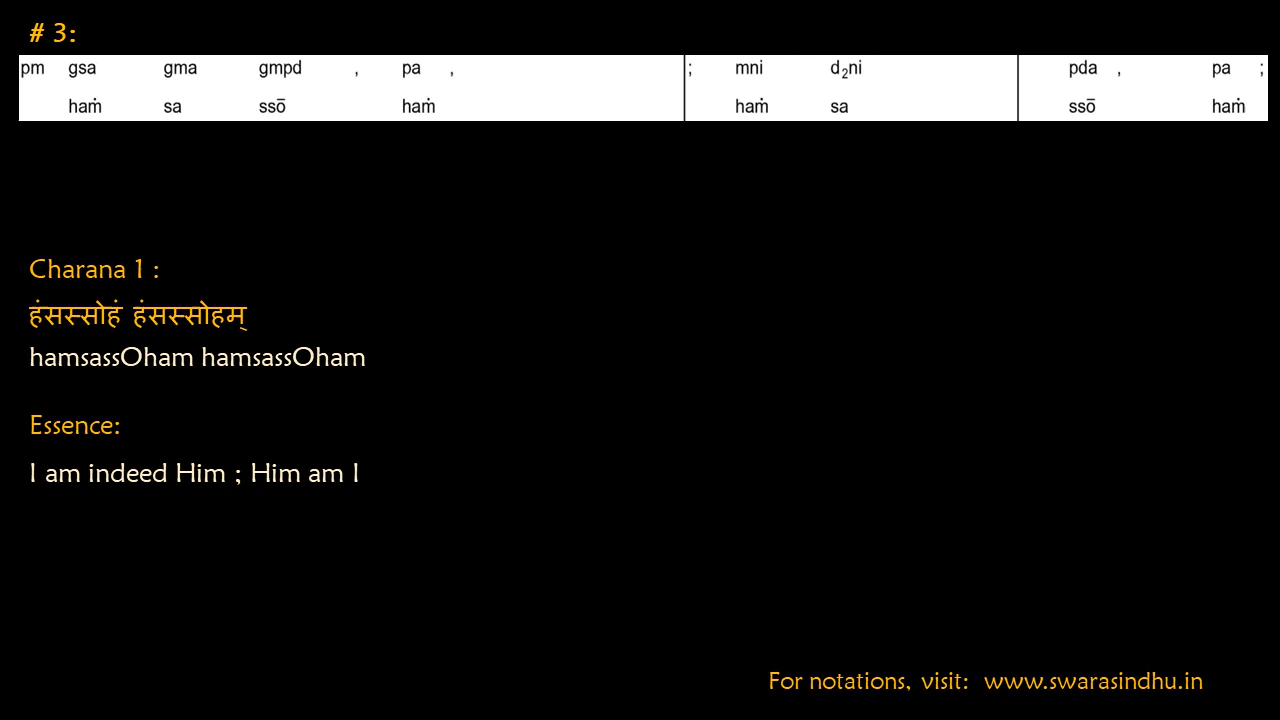 # 3:
pm gsa gma gmpd , pa , ; mni d₂ni pda , pa ;
haṁ sa ssō haṁ haṁ sa ssō haṁ
Charana 1 :
हंसस्सोहं हंसस्सोहम्
hamsassOham hamsassOham
Essence:
I am indeed Him ; Him am I
For notations, visit: www.swarasindhu.in